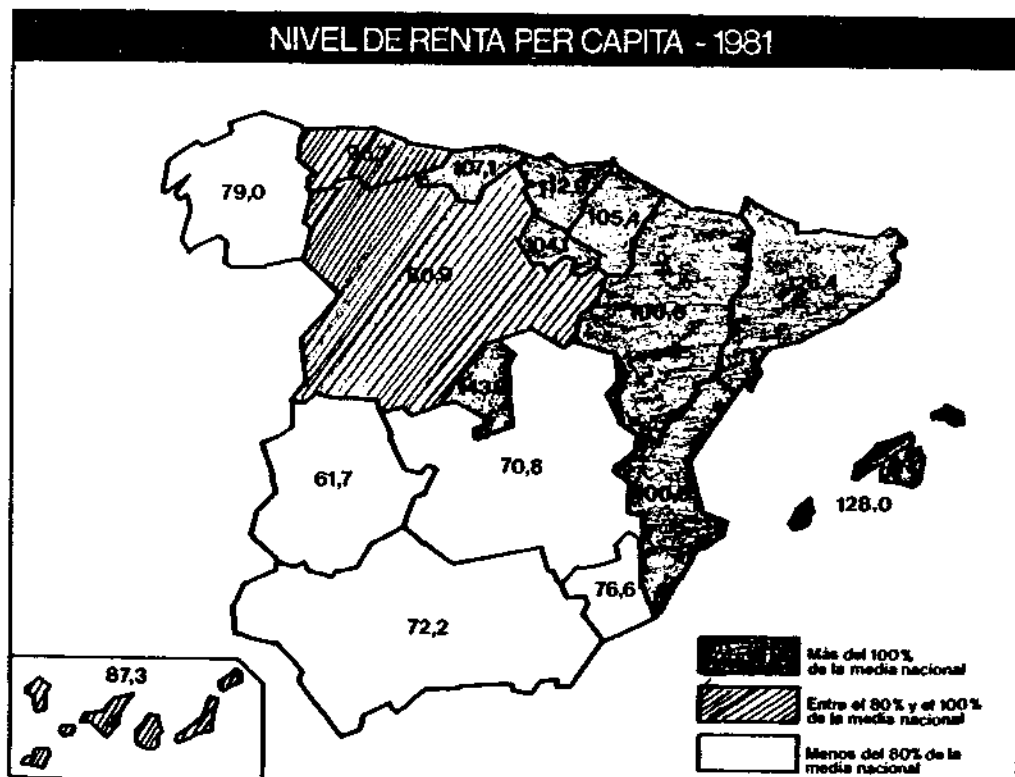 NIVEL DE RENTA PER CAPITA - 1981
107,1
79,0
105,4
104,1
70,8
61,7
128.0
76,6
72,2
87,3
Más del 100%
de la media nacional
Entre el 80% y el 100%
de la media nacional
Menos del 80% de la
media nacional